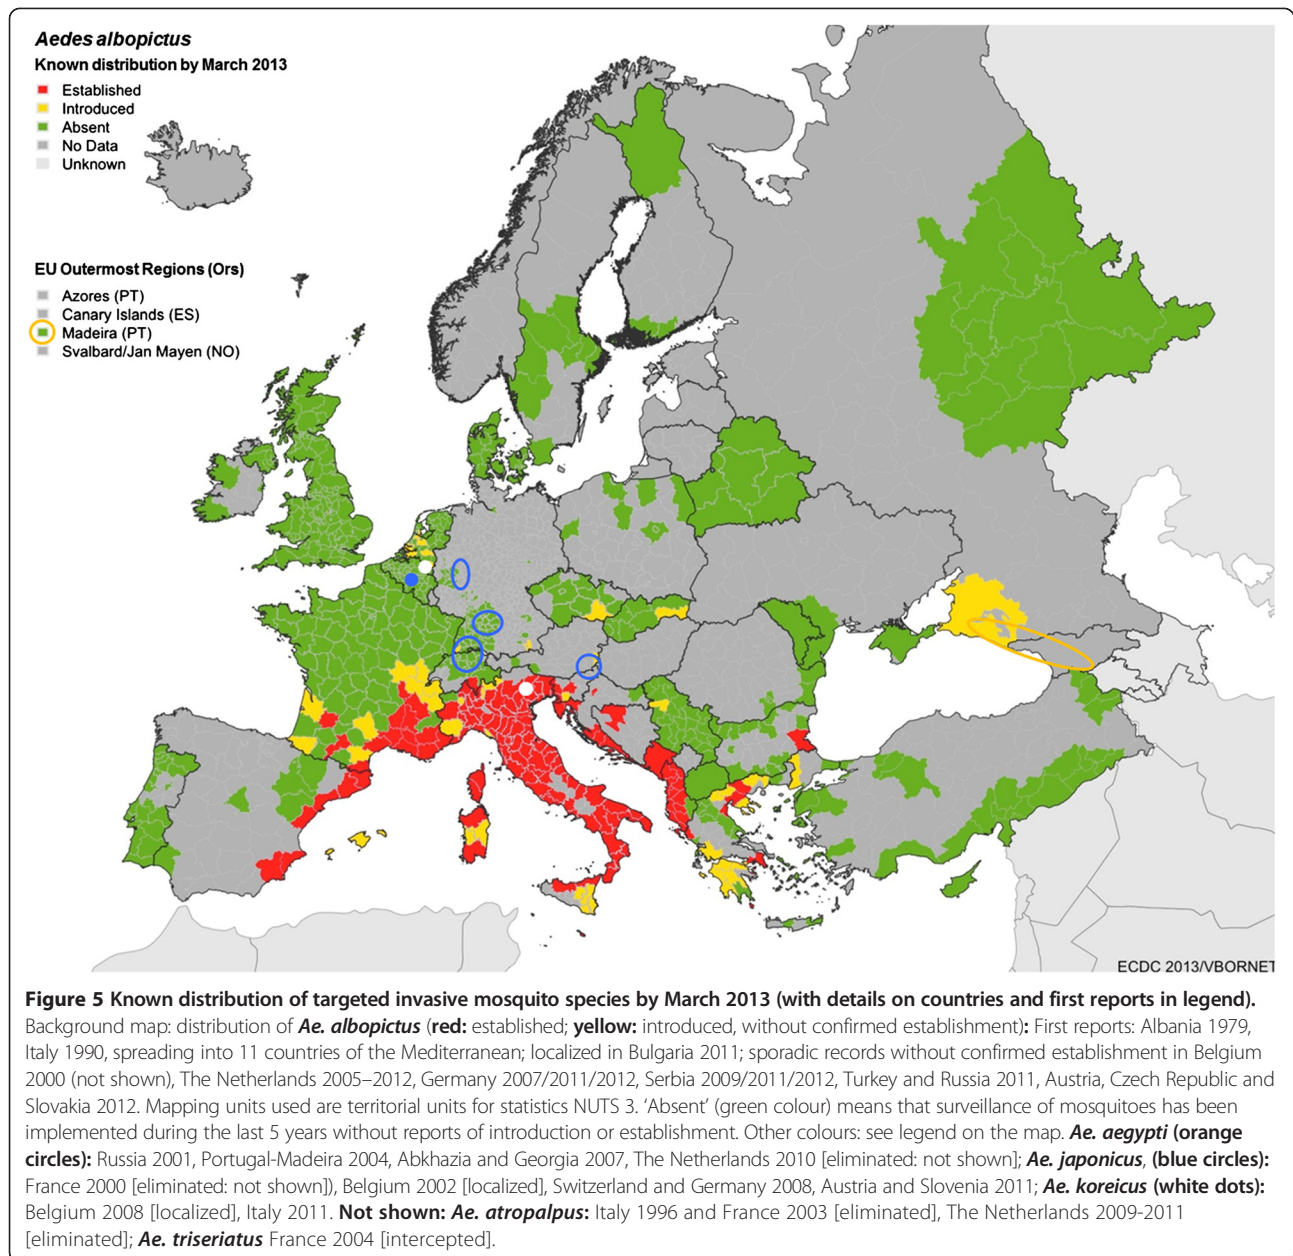 Aedes albopictus
Known distribution by March 2013
Established
Introduced
Absent
No Data
Unknown
EU Outermost Regions (Ors)
Azores (PT)
Canary Islands (ES)
Madeira (PT)
Svalbard/Jan Mayen (NO)
ECDC 2013/VBORNET
Figure 5 Known distribution of targeted invasive mosquito species by March 2013 (with details on countries and first reports in legend).
Background map: distribution of Ae. albopictus (red: established; yellow: introduced, without confirmed establishment): First reports: Albania 1979,
Italy 1990, spreading into 11 countries of the Mediterranean; localized in Bulgaria 2011; sporadic records without confirmed establishment in Belgium
2000 (not shown), The Netherlands 2005–2012, Germany 2007/2011/2012, Serbia 2009/2011/2012, Turkey and Russia 2011, Austria, Czech Republic and
Slovakia 2012. Mapping units used are territorial units for statistics NUTS 3. ‘Absent’ (green colour) means that surveillance of mosquitoes has been
implemented during the last 5 years without reports of introduction or establishment. Other colours: see legend on the map. Ae. aegypti (orange
circles): Russia 2001, Portugal-Madeira 2004, Abkhazia and Georgia 2007, The Netherlands 2010 [eliminated: not shown]; Ae. japonicus, (blue circles):
France 2000 [eliminated: not shown]), Belgium 2002 [localized], Switzerland and Germany 2008, Austria and Slovenia 2011; Ae. koreicus (white dots):
Belgium 2008 [localized], Italy 2011. Not shown: Ae. atropalpus: Italy 1996 and France 2003 [eliminated], The Netherlands 2009-2011
[eliminated]; Ae. triseriatus France 2004 [intercepted].